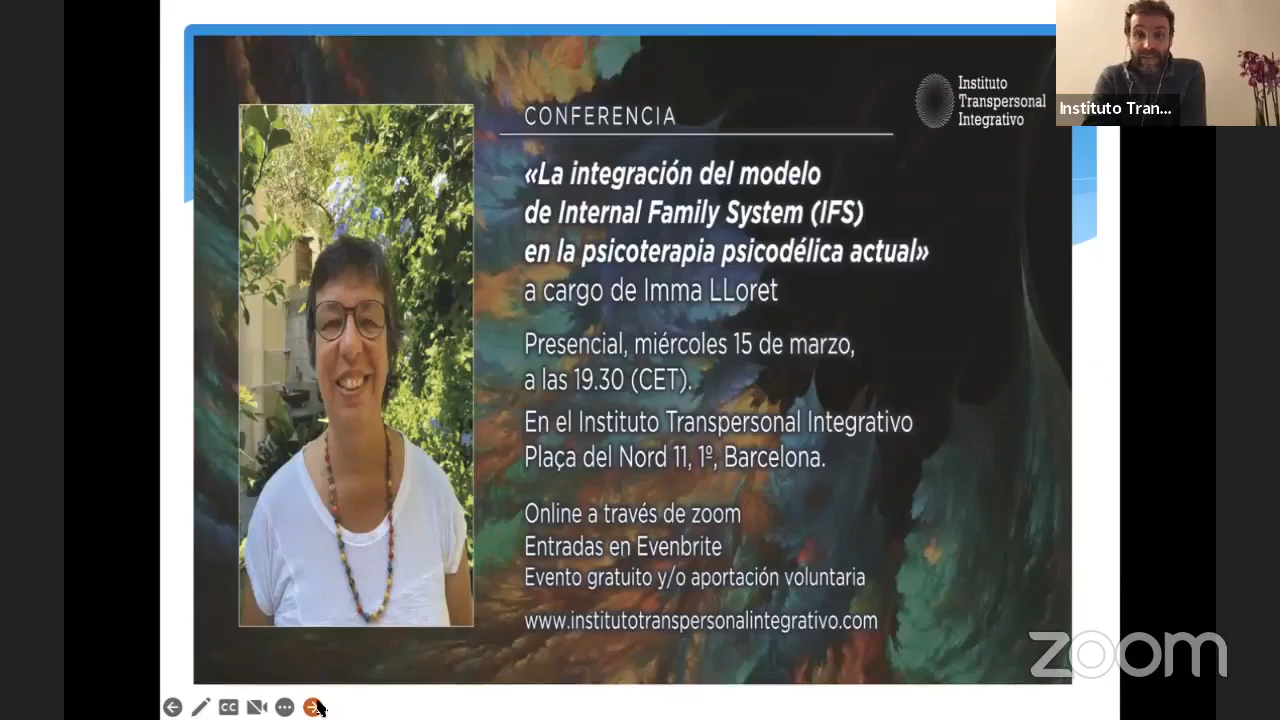 CONFERENCIA
Instituto
Transpersonal
Integrativo
Instituto Tran...
«La integración del modelo
de Internal Family System (IFS)
en la psicoterapia psicodélica actual»
a cargo de Imma LLoret
Presencial, miércoles 15 de marzo,
a las 19.30 (CET).
En el Instituto Transpersonal Integrativo
Plaça del Nord 11, 1º, Barcelona.
Online a través de zoom
Entradas en Evenbrite
Evento gratuito y/o aportación voluntaria
www.institutotranspersonalintegrativo.com
zoom
CC